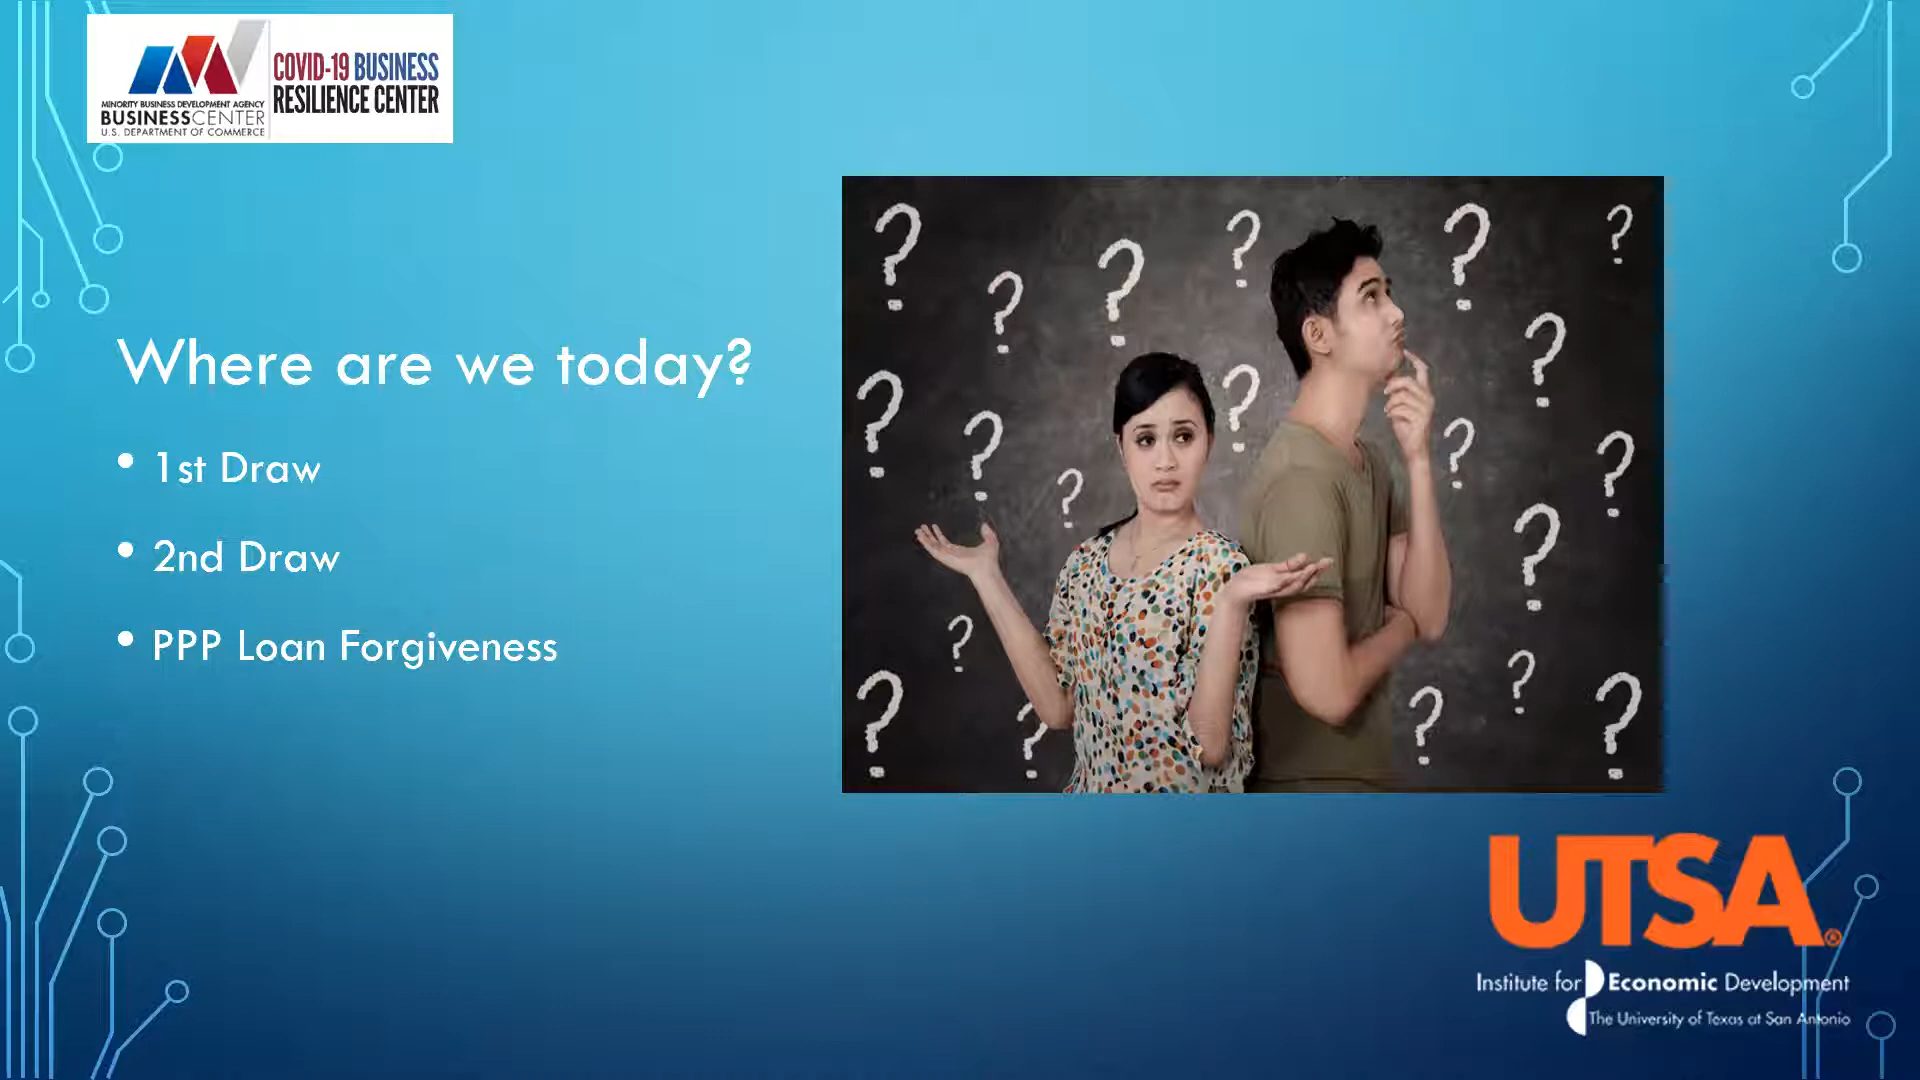 MINORITY BUSINESS DEVELOPMENT AGENCY
BUSINESSCENTER
U.S. DEPARTMENT OF COMMERCE
COVID-19 BUSINESS
RESILIENCE CENTER
Where are we today?
• 1st Draw
• 2nd Draw
• PPP Loan Forgiveness
? ? ? ? ? ? ? ? ? ? ? ? ? ? ? ? ? ? ? ? ?
UTSA®
Institute for Economic Development
The University of Texas at San Antonio